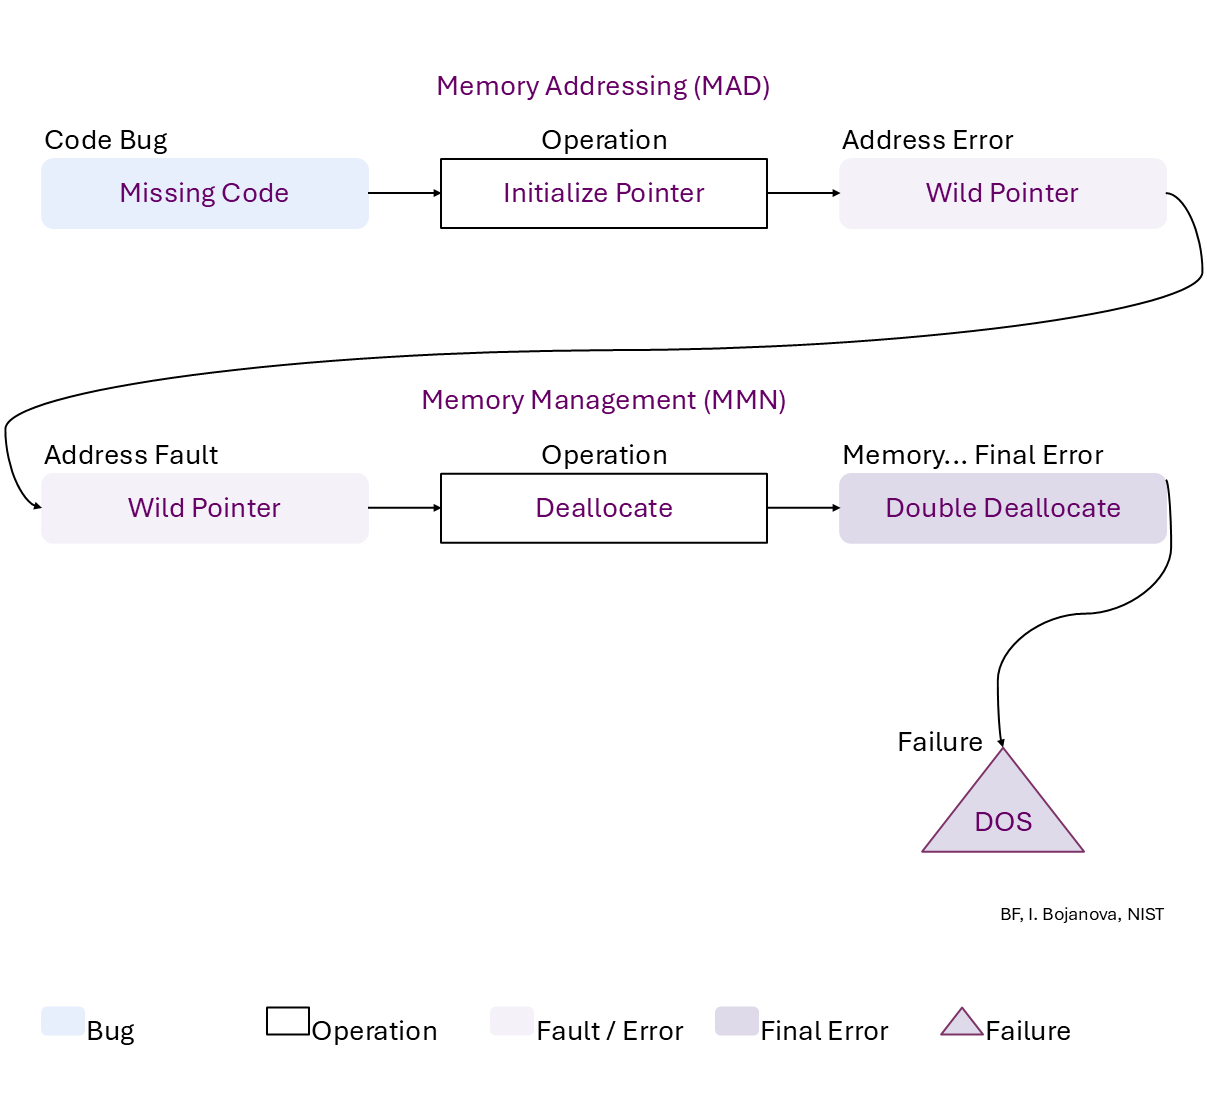 Memory Addressing (MAD)
Code Bug
Operation
Address Error
Missing Code
Initialize Pointer
Wild Pointer
Memory Management (MMN)
Address Fault
Operation
Memory... Final Error
Wild Pointer
Deallocate
Double Deallocate
Failure
DOS
BF, I. Bojanova, NIST
Bug
Operation
Fault / Error
Final Error
Failure